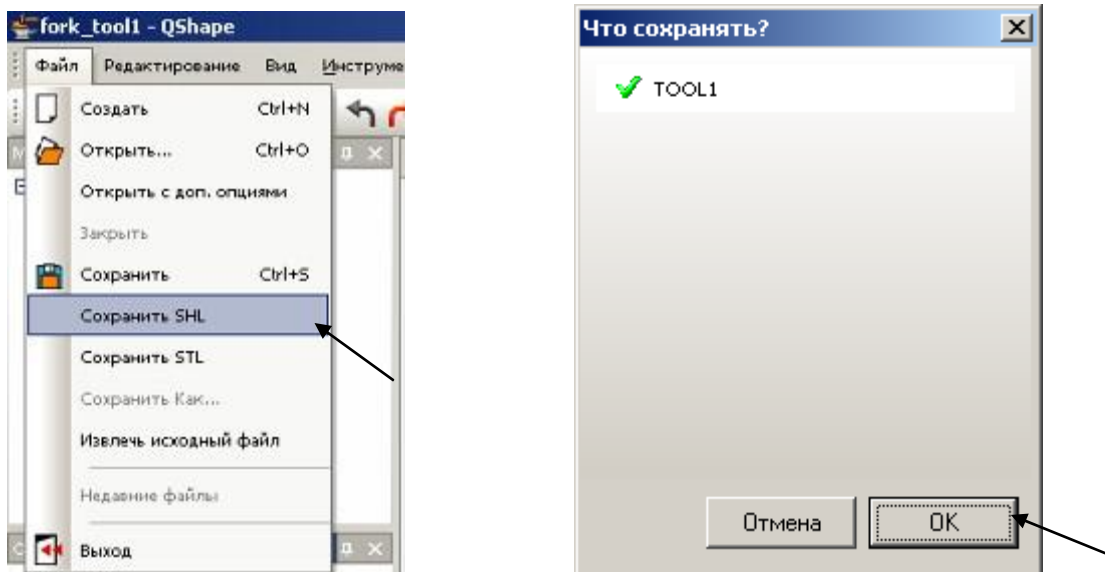 fork_tool1 - QShape
Файл Редактирование Вид Инструме
Создать Ctrl+N
Открыть... Ctrl+O
Открыть с доп. опциями
Закрыть
Сохранить Ctrl+S
Сохранить SHL
Сохранить STL
Сохранить Как...
Извлечь исходный файл
Недавние файлы
Выход
Что сохранять?
TOOL1
Отмена OK